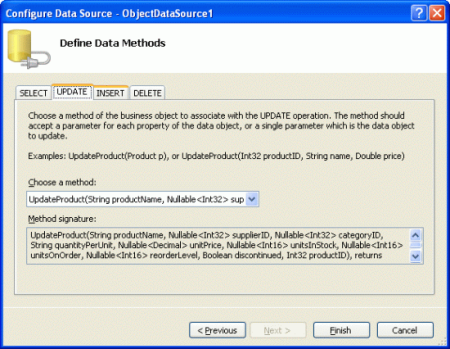 Configure Data Source - ObjectDataSource1
Define Data Methods
SELECT UPDATE INSERT DELETE
Choose a method of the business object to associate with the UPDATE operation. The method should
accept a parameter for each property of the data object, or a single parameter which is the data object
to update.
Examples: UpdateProduct(Product p), or UpdateProduct(Int32 productID, String name, Double price)
Choose a method:
UpdateProduct(String productName, Nullable<Int32> sup
Method signature:
UpdateProduct(String productName, Nullable<Int32> supplierID, Nullable<Int32> categoryID,
String quantityPerUnit, Nullable<Decimal> unitPrice, Nullable<Int16> unitsInStock, Nullable<Int16>
unitsOnOrder, Nullable<Int16> reorderLevel, Boolean discontinued, Int32 productID), returns
< Previous Next > Finish Cancel